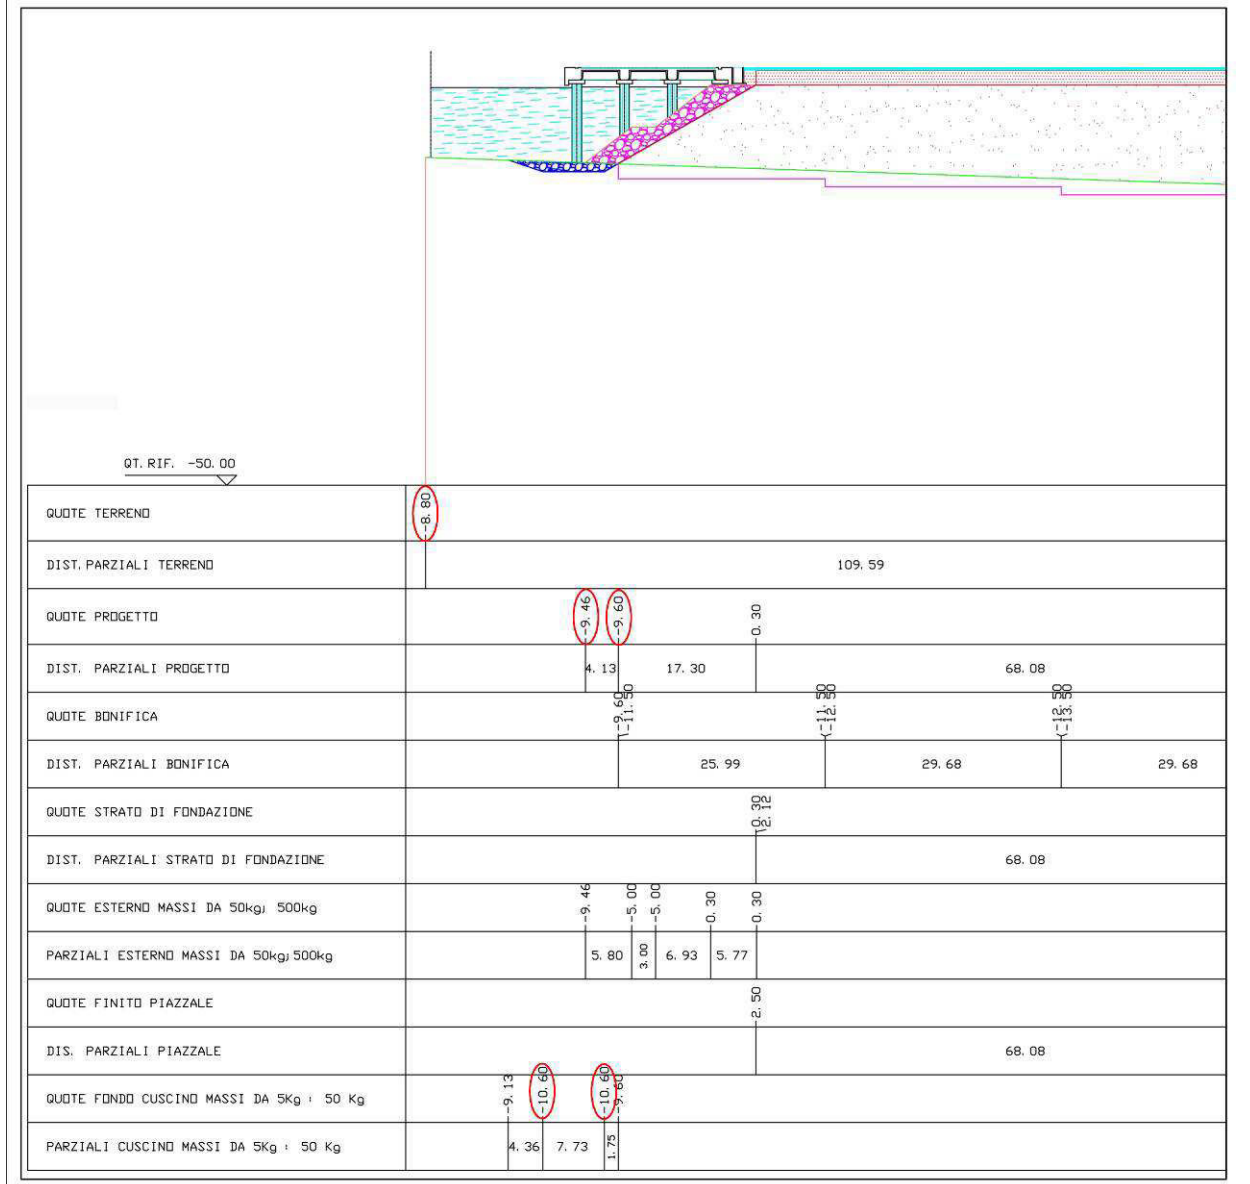 QT. RIF. -50. 00
QUOTE TERRENO
-8. 80
DIST. PARZIALI TERRENO
109. 59
QUOTE PROGETTO
-9. 46
-9. 60
0. 30
DIST. PARZIALI PROGETTO
4. 13
17. 30
68. 08
QUOTE BONIFICA
-9. 60
-11. 50
-11. 50
-12. 50
-12. 50
-13. 50
DIST. PARZIALI BONIFICA
25. 99
29. 68
29. 68
QUOTE STRATO DI FONDAZIONE
0. 30
2. 12
DIST. PARZIALI STRATO DI FONDAZIONE
68. 08
QUOTE ESTERNO MASSI DA 50kg; 500kg
-9. 46
-5. 00
-5. 00
0. 30
0. 30
PARZIALI ESTERNO MASSI DA 50kg; 500kg
5. 80
3. 00
6. 93
5. 77
QUOTE FINITO PIAZZALE
2. 50
DIS. PARZIALI PIAZZALE
68. 08
QUOTE FONDO CUSCINO MASSI DA 5Kg : 50 Kg
-9. 13
-10. 60
-10. 60
-9. 60
PARZIALI CUSCINO MASSI DA 5Kg : 50 Kg
4. 36
7. 73
1. 75